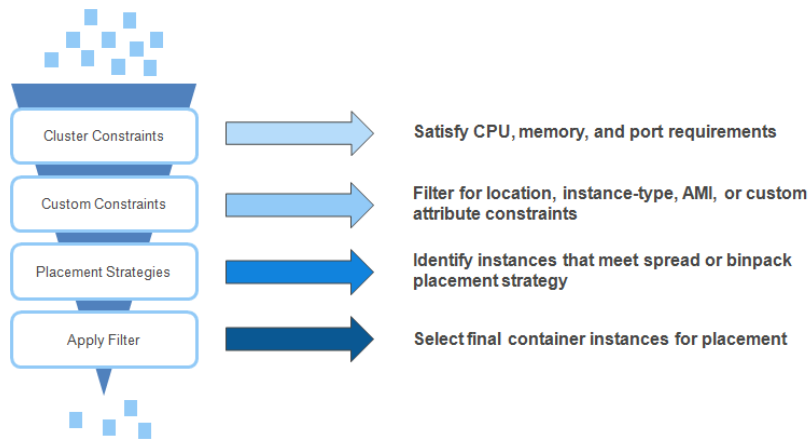 Cluster Constraints
Satisfy CPU, memory, and port requirements
Custom Constraints
Filter for location, instance-type, AMI, or custom
attribute constraints
Placement Strategies
Identify instances that meet spread or binpack
placement strategy
Apply Filter
Select final container instances for placement